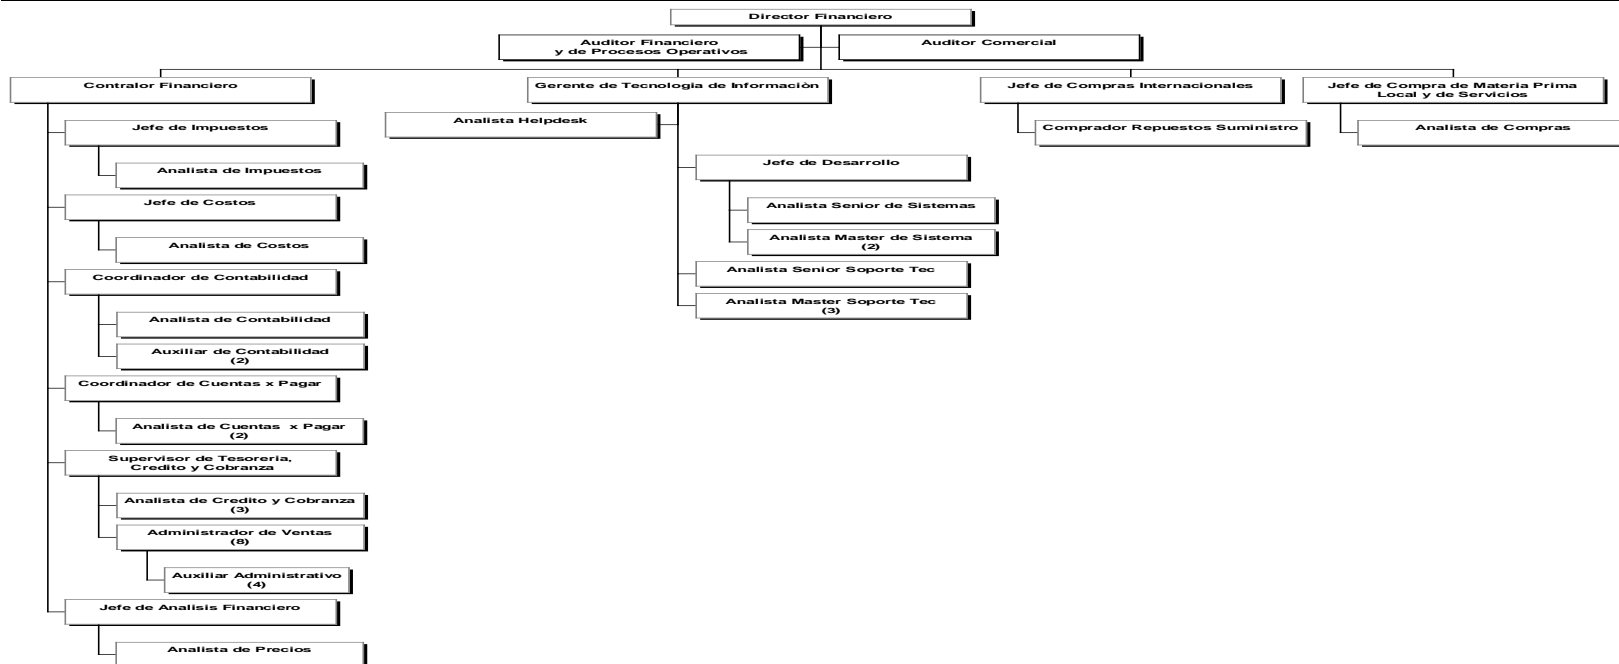 Director Financiero
Auditor Financiero
y de Procesos Operativos
Auditor Comercial
Contralor Financiero
Gerente de Tecnologia de Informaciòn
Jefe de Compras Internacionales
Jefe de Compra de Materia Prima
Local y de Servicios
Analista Helpdesk
Jefe de Impuestos
Comprador Repuestos Suministro
Analista de Compras
Analista de Impuestos
Jefe de Desarrollo
Jefe de Costos
Analista Senior de Sistemas
Analista de Costos
Analista Master de Sistema
(2)
Coordinador de Contabilidad
Analista Senior Soporte Tec
Analista de Contabilidad
Analista Master Soporte Tec
(3)
Auxiliar de Contabilidad
(2)
Coordinador de Cuentas x Pagar
Analista de Cuentas  x Pagar
(2)
Supervisor de Tesoreria,
Credito y Cobranza
Analista de Credito y Cobranza
(3)
Administrador de Ventas
(8)
Auxiliar Administrativo
(4)
Jefe de Analisis Financiero
Analista de Precios